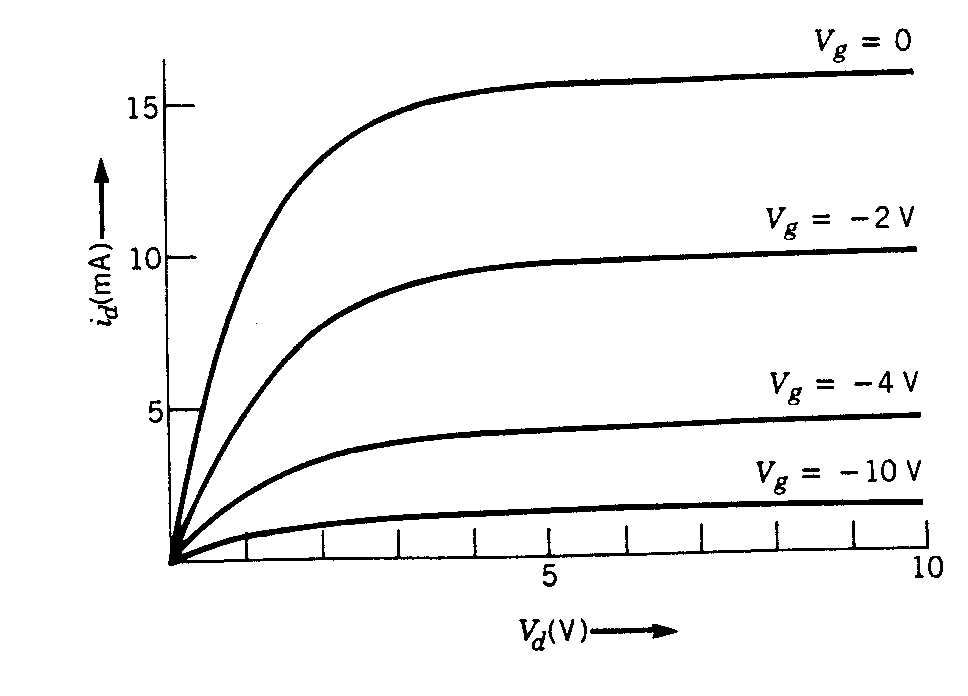 V_g = 0
15
V_g = −2 V
10
i_d(mA)
V_g = −4 V
5
V_g = −10 V
5
10
V_d(V)